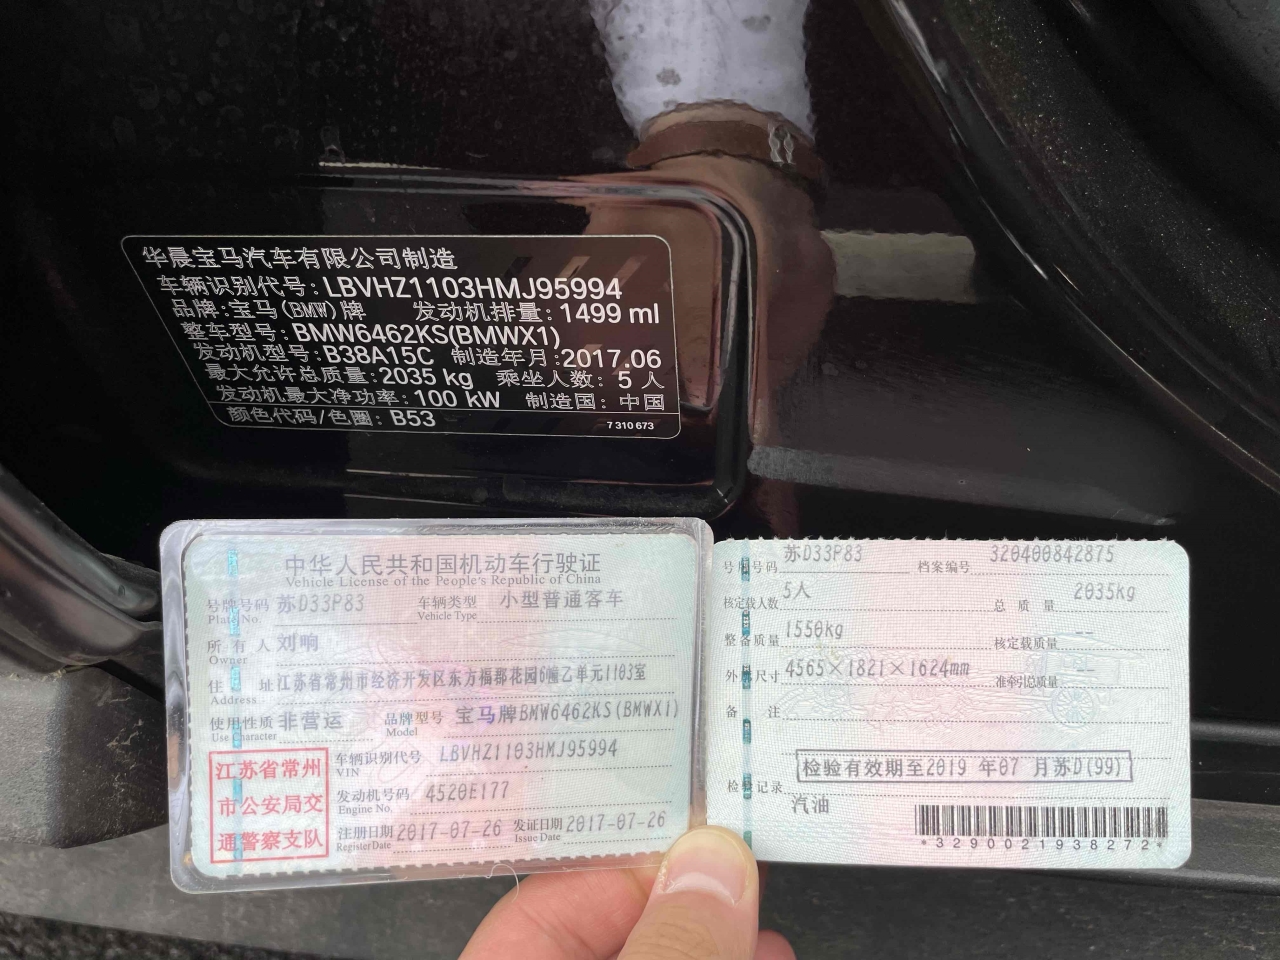 华晨宝马汽车有限公司制造
车辆识别代号:LBVHZ1103HMJ95994
品牌:宝马(BMW)牌 发动机排量:1499 ml
整车型号:BMW6462KS(BMWX1)
发动机型号:B38A15C 制造年月:2017.06
最大允许总质量:2035 kg 乘坐人数: 5 人
发动机最大净功率:100 kW 制造国: 中国
颜色代码/色圈: B53 7 310 673
中华人民共和国机动车行驶证
Vehicle License of the People's Republic of China
号牌号码 苏D33P83 车辆类型 小型普通客车
Plate No. Vehicle Type
所有人 刘响
Owner
住址 江苏省常州市经济开发区东方福郡花园6幢乙单元1103室
Address
使用性质 非营运 品牌型号 宝马牌BMW6462KS(BMWX1)
Use Character Model
江苏省常州
市公安局交
通警察支队
车辆识别代号 LBVHZ1103HMJ95994
VIN
发动机号码 4520E177
Engine No.
注册日期 2017-07-26 发证日期 2017-07-26
Register Date Issue Date
号牌号码 苏D33P83 档案编号 320400842875
核定载人数 5人 总质量 2035kg
整备质量 1550kg 核定载质量 --
外廓尺寸 4565×1821×1624mm 准牵引总质量 --
备注
检验记录 检验有效期至2019 年07 月苏D(99)
汽油
*3290021938272*